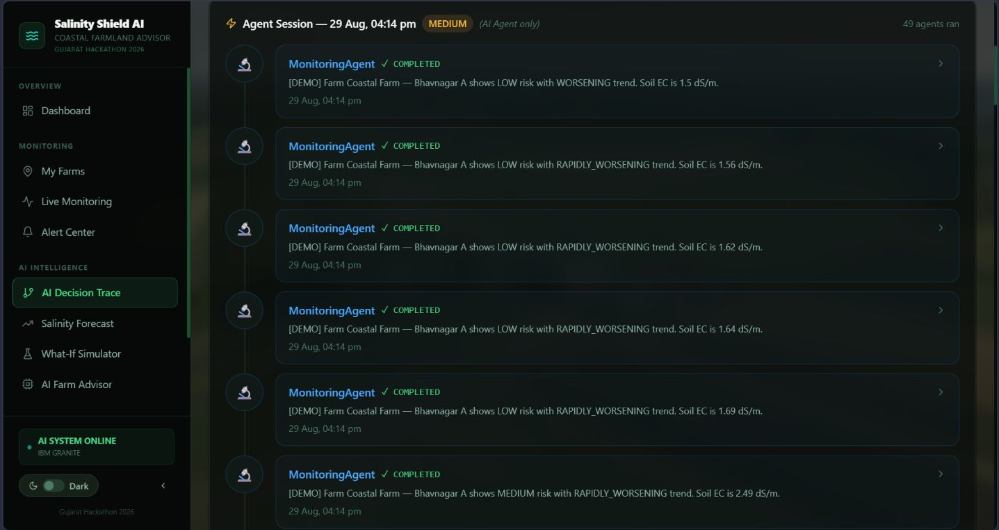 Salinity Shield AI
COASTAL FARMLAND ADVISOR
GUJARAT HACKATHON 2026
OVERVIEW
Dashboard
MONITORING
My Farms
Live Monitoring
Alert Center
AI INTELLIGENCE
AI Decision Trace
Salinity Forecast
What-If Simulator
AI Farm Advisor
AI SYSTEM ONLINE
IBM GRANITE
Dark
Gujarat Hackathon 2026
Agent Session — 29 Aug, 04:14 pm MEDIUM (AI Agent only) 49 agents ran
MonitoringAgent ✓ COMPLETED
[DEMO] Farm Coastal Farm — Bhavnagar A shows LOW risk with WORSENING trend. Soil EC is 1.5 dS/m.
29 Aug, 04:14 pm
MonitoringAgent ✓ COMPLETED
[DEMO] Farm Coastal Farm — Bhavnagar A shows LOW risk with RAPIDLY_WORSENING trend. Soil EC is 1.56 dS/m.
29 Aug, 04:14 pm
MonitoringAgent ✓ COMPLETED
[DEMO] Farm Coastal Farm — Bhavnagar A shows LOW risk with RAPIDLY_WORSENING trend. Soil EC is 1.62 dS/m.
29 Aug, 04:14 pm
MonitoringAgent ✓ COMPLETED
[DEMO] Farm Coastal Farm — Bhavnagar A shows LOW risk with RAPIDLY_WORSENING trend. Soil EC is 1.64 dS/m.
29 Aug, 04:14 pm
MonitoringAgent ✓ COMPLETED
[DEMO] Farm Coastal Farm — Bhavnagar A shows LOW risk with RAPIDLY_WORSENING trend. Soil EC is 1.69 dS/m.
29 Aug, 04:14 pm
MonitoringAgent ✓ COMPLETED
[DEMO] Farm Coastal Farm — Bhavnagar A shows MEDIUM risk with RAPIDLY_WORSENING trend. Soil EC is 2.49 dS/m.
29 Aug, 04:14 pm